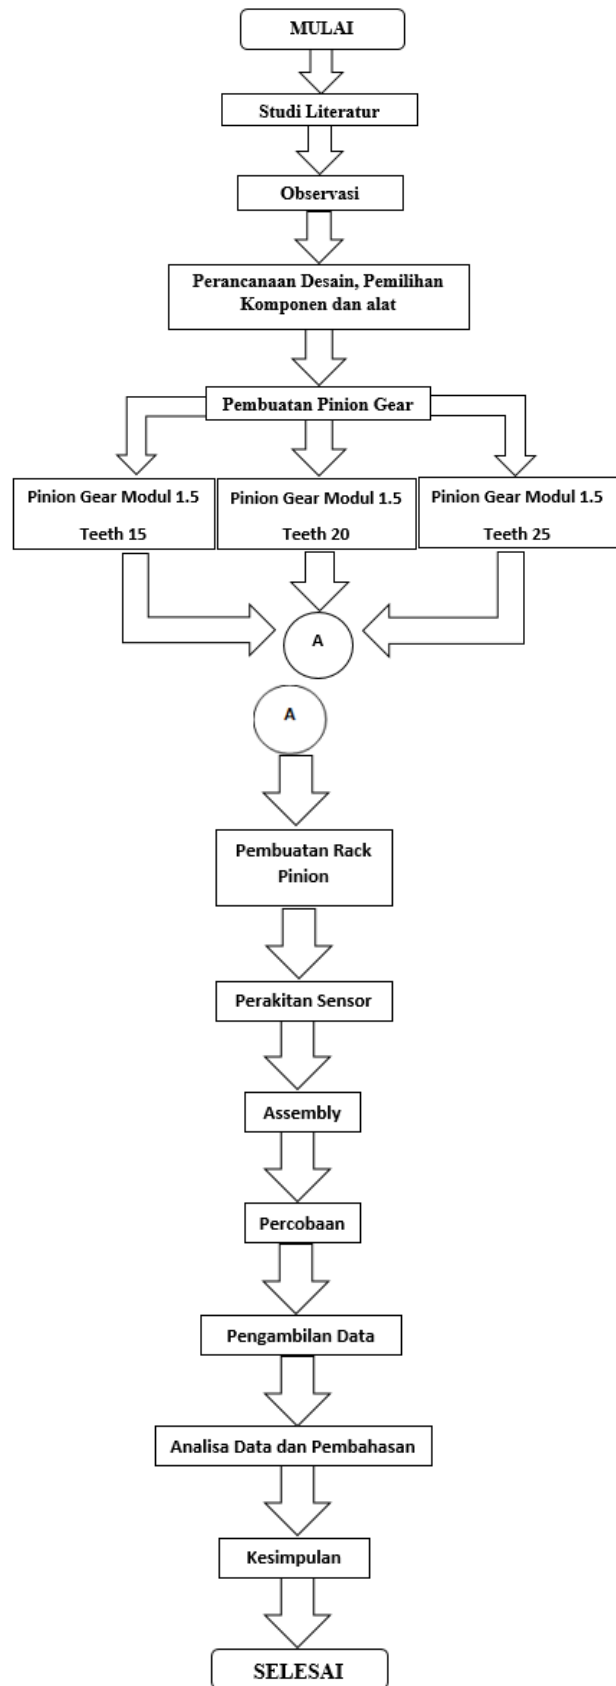 MULAI
Studi Literatur
Observasi
Perancanaan Desain, Pemilihan
Komponen dan alat
Pembuatan Pinion Gear
Pinion Gear Modul 1.5
Teeth 15
Pinion Gear Modul 1.5
Teeth 20
Pinion Gear Modul 1.5
Teeth 25
A
A
Pembuatan Rack
Pinion
Perakitan Sensor
Assembly
Percobaan
Pengambilan Data
Analisa Data dan Pembahasan
Kesimpulan
SELESAI